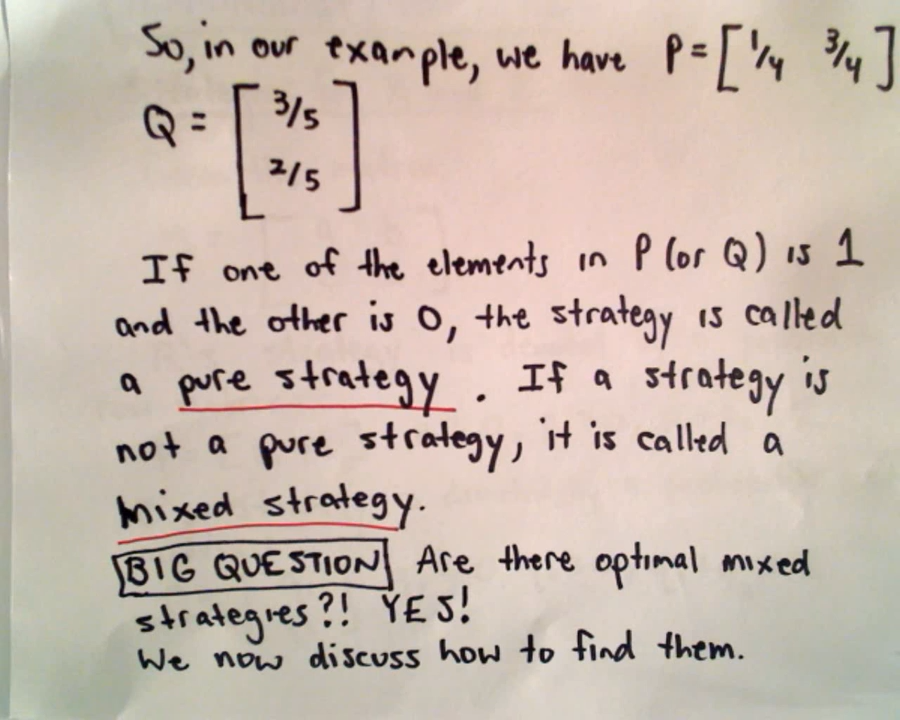 So, in our example, we have P = [ 1/4 3/4 ]
Q = [ 3/5
2/5 ]
If one of the elements in P (or Q) is 1
and the other is 0, the strategy is called
a pure strategy. If a strategy is
not a pure strategy, it is called a
mixed strategy.
BIG QUESTION Are there optimal mixed
strategies?! YES!
We now discuss how to find them.